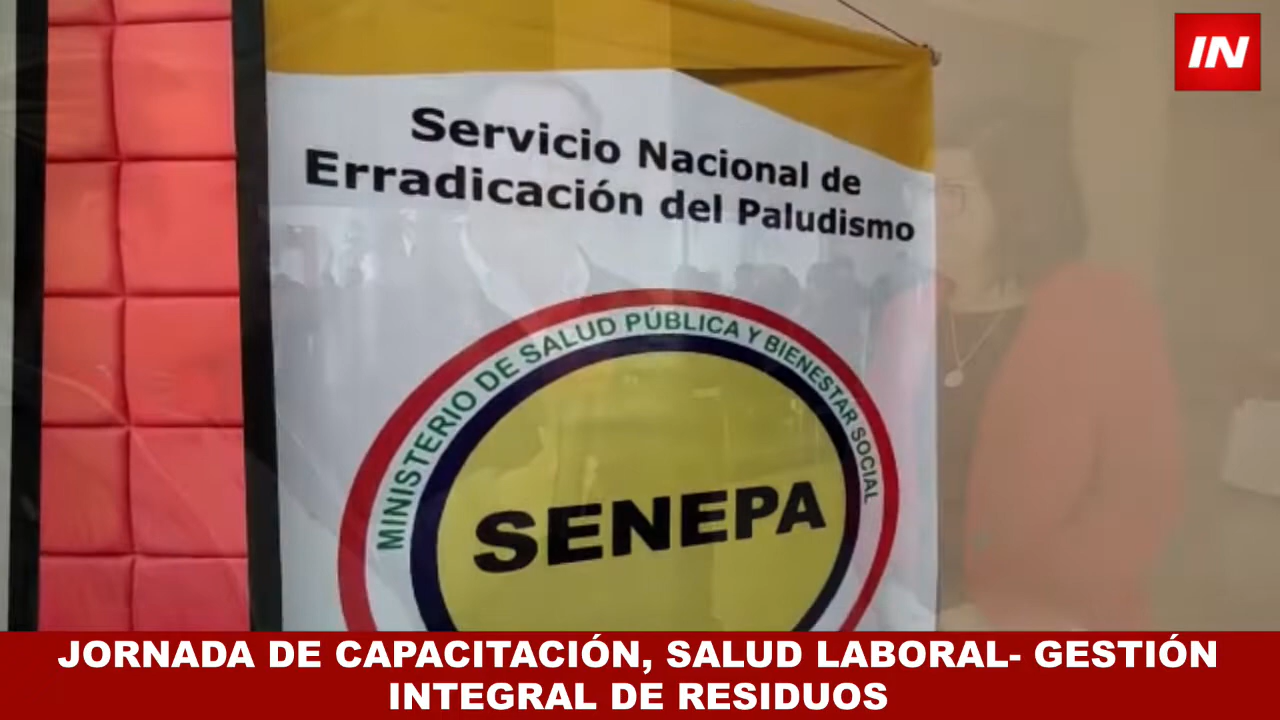 IN
Servicio Nacional de
Erradicación del Paludismo
MINISTERIO DE SALUD PÚBLICA Y BIENESTAR SOCIAL
SENEPA
JORNADA DE CAPACITACIÓN, SALUD LABORAL- GESTIÓN
INTEGRAL DE RESIDUOS